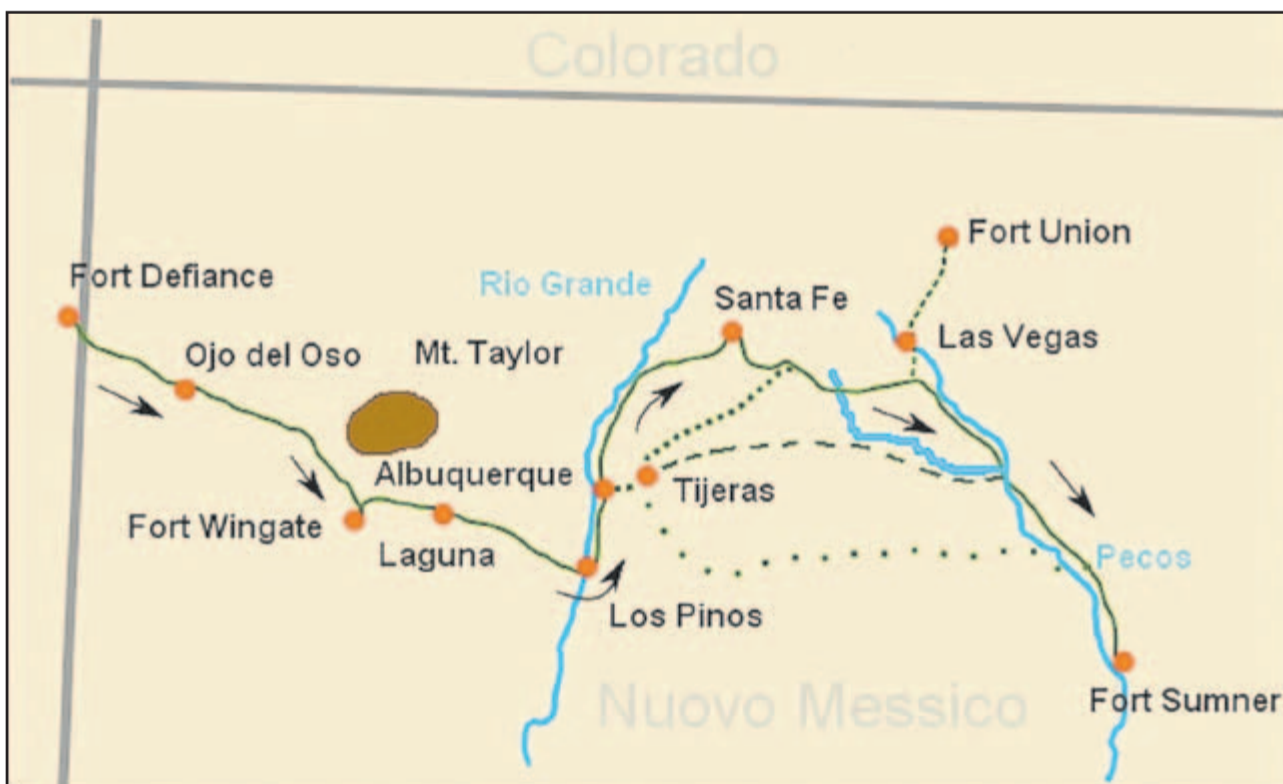 Colorado
Fort Union
Fort Defiance
Rio Grande
Santa Fe
Las Vegas
Ojo del Oso
Mt. Taylor
Albuquerque
Tijeras
Fort Wingate
Laguna
Pecos
Los Pinos
Nuovo Messico
Fort Sumner